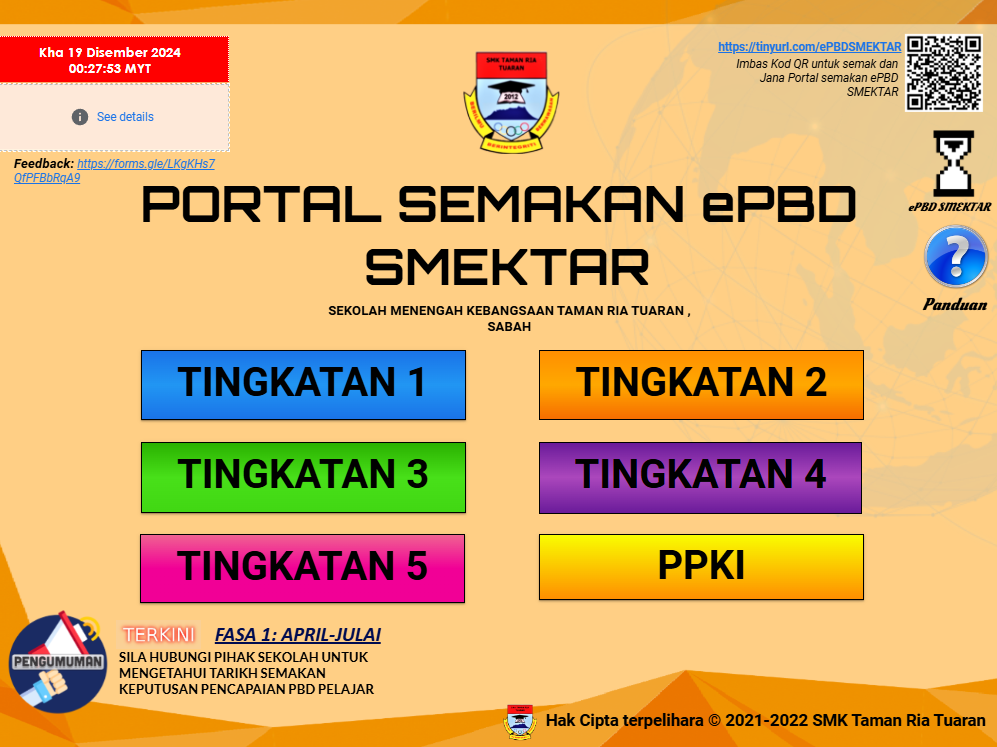 Kha 19 Disember 2024
00:27:53 MYT
See details
Feedback: https://forms.gle/LKgKHs7
QfPFBbRqA9
SMK TAMAN RIA
TUARAN
2012
BERILMU
BERINTEGRITI
https://tinyurl.com/ePBDSMEKTAR
Imbas Kod QR untuk semak dan
Jana Portal semakan ePBD
SMEKTAR
ePBD SMEKTAR
Panduan
PORTAL SEMAKAN ePBD
SMEKTAR
SEKOLAH MENENGAH KEBANGSAAN TAMAN RIA TUARAN ,
SABAH
TINGKATAN 1
TINGKATAN 2
TINGKATAN 3
TINGKATAN 4
TINGKATAN 5
PPKI
PENGUMUMAN
TERKINI FASA 1: APRIL-JULAI
SILA HUBUNGI PIHAK SEKOLAH UNTUK
MENGETAHUI TARIKH SEMAKAN
KEPUTUSAN PENCAPAIAN PBD PELAJAR
Hak Cipta terpelihara © 2021-2022 SMK Taman Ria Tuaran